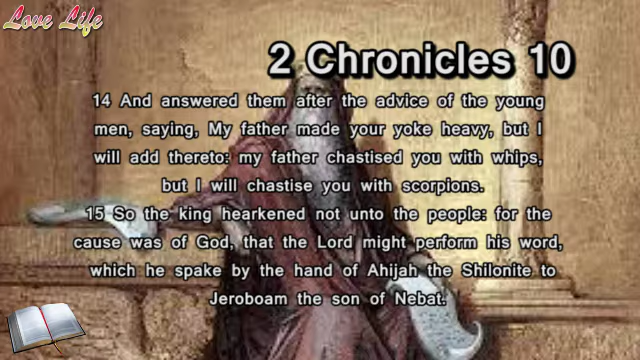 Love Life
2 Chronicles 10
14 And answered them after the advice of the young
men, saying, My father made your yoke heavy, but I
will add thereto: my father chastised you with whips,
but I will chastise you with scorpions.
15 So the king hearkened not unto the people: for the
cause was of God, that the Lord might perform his word,
which he spake by the hand of Ahijah the Shilonite to
Jeroboam the son of Nebat.